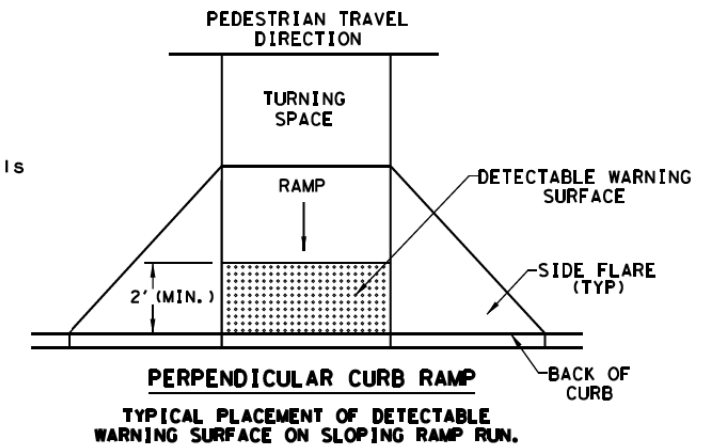 PEDESTRIAN TRAVEL
DIRECTION
TURNING
SPACE
ls
RAMP
DETECTABLE WARNING
SURFACE
SIDE FLARE
(TYP)
2' (MIN.)
BACK OF
CURB
PERPENDICULAR CURB RAMP
TYPICAL PLACEMENT OF DETECTABLE
WARNING SURFACE ON SLOPING RAMP RUN.